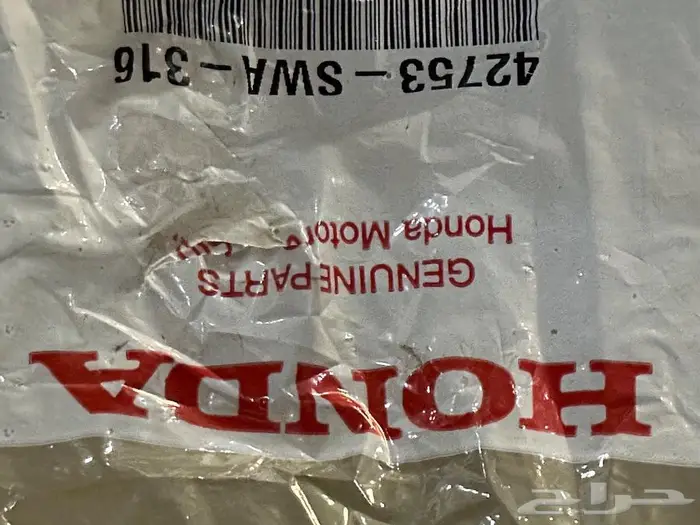 HONDA
GENUINE PARTS
Honda Motor
42753-SWA-316
حراج